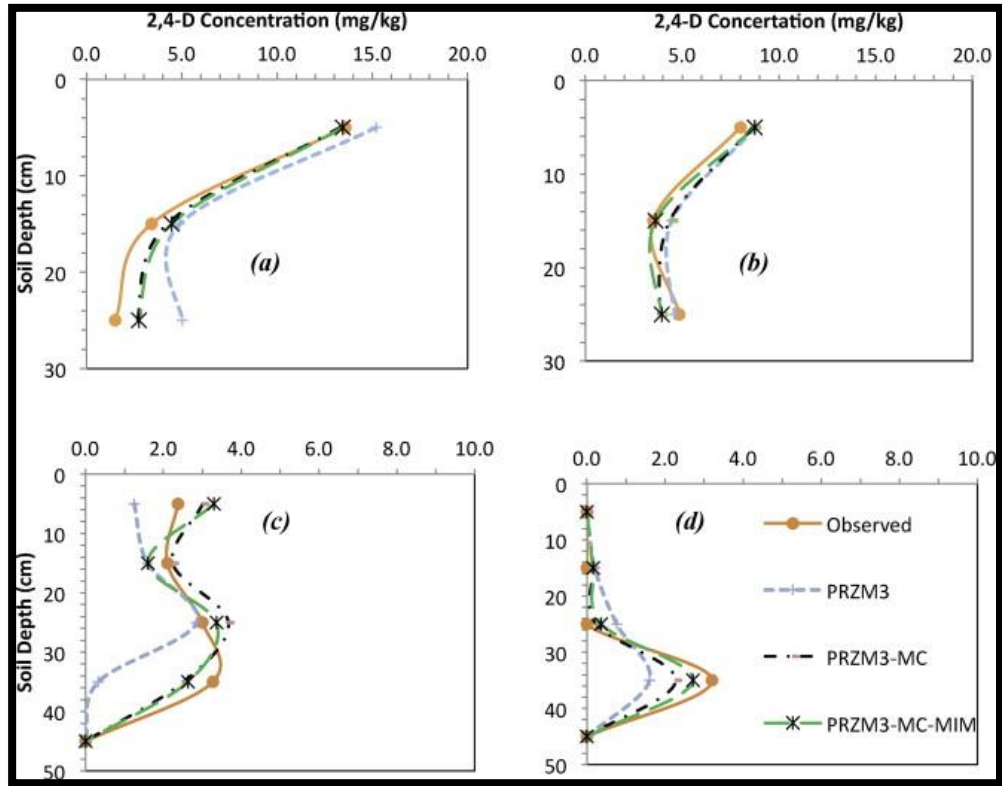 2,4-D Concentration (mg/kg)
2,4-D Concertation (mg/kg)
0.0 5.0 10.0 15.0 20.0
0.0 5.0 10.0 15.0 20.0
0
10
20
30
Soil Depth (cm)
(a)
0
10
20
30
(b)
0.0 2.0 4.0 6.0 8.0 10.0
0.0 2.0 4.0 6.0 8.0 10.0
0
10
20
30
40
50
Soil Depth (cm)
(c)
0
10
20
30
40
50
(d)
Observed
PRZM3
PRZM3-MC
PRZM3-MC-MIM